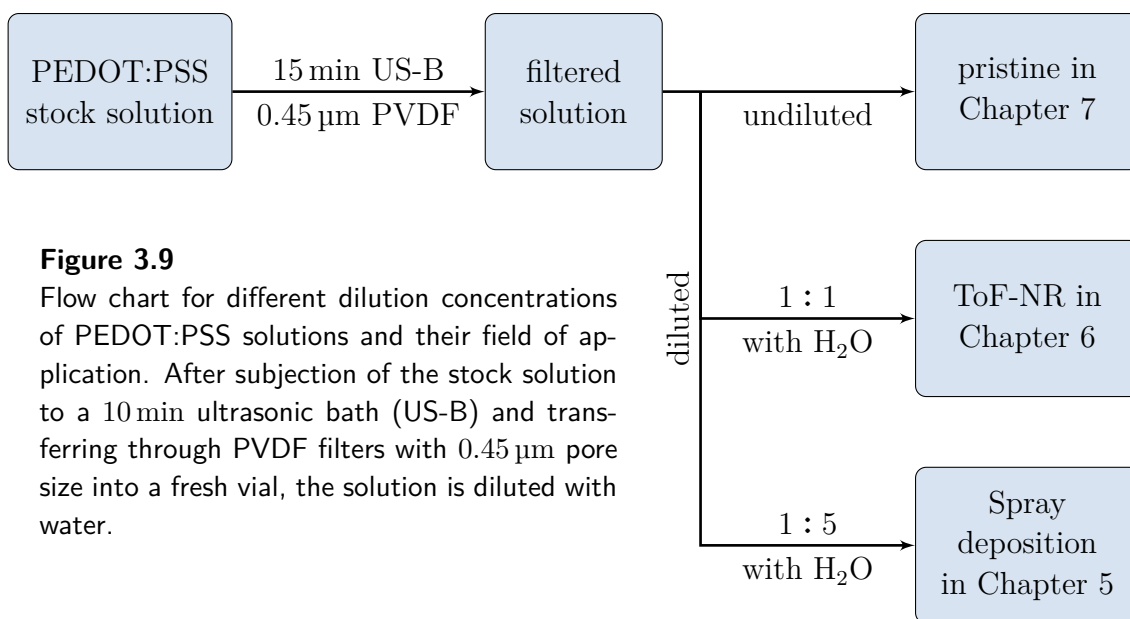 PEDOT:PSS
stock solution
15 min US-B
0.45 µm PVDF
filtered
solution
undiluted
pristine in
Chapter 7
diluted
1 : 1
with H₂O
ToF-NR in
Chapter 6
1 : 5
with H₂O
Spray
deposition
in Chapter 5
Figure 3.9
Flow chart for different dilution concentrations
of PEDOT:PSS solutions and their field of ap-
plication. After subjection of the stock solution
to a 10 min ultrasonic bath (US-B) and trans-
ferring through PVDF filters with 0.45 µm pore
size into a fresh vial, the solution is diluted with
water.